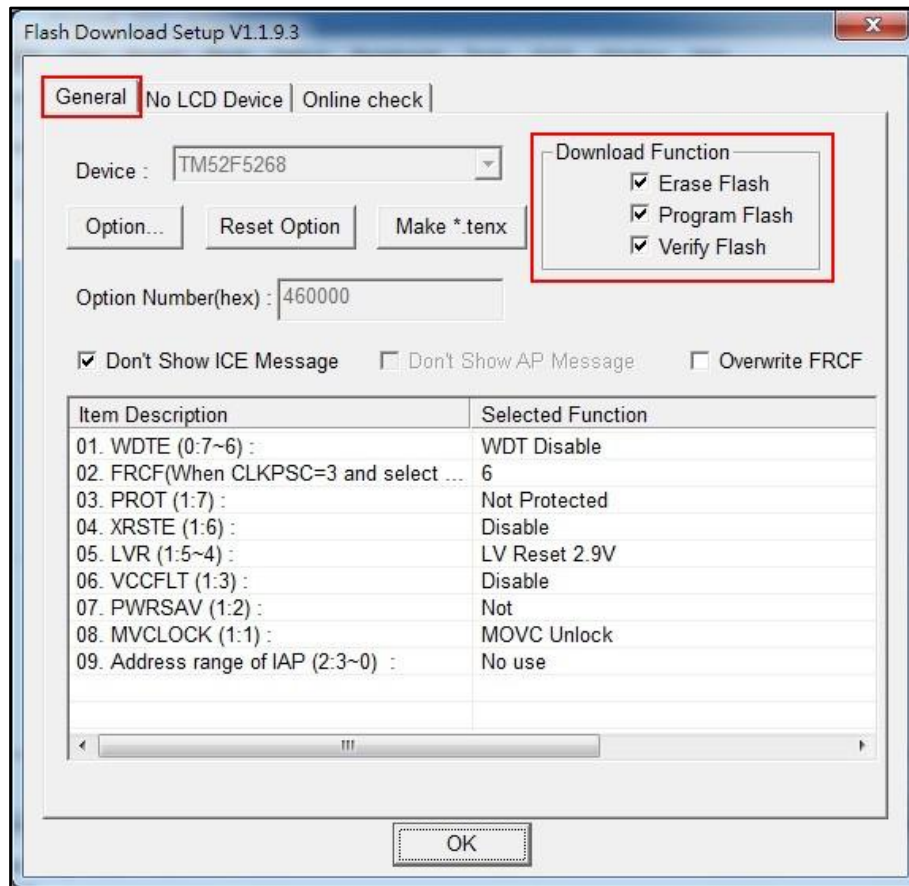 Flash Download Setup V1.1.9.3
General No LCD Device Online check
Device : TM52F5268
Download Function
Erase Flash
Program Flash
Verify Flash
Option... Reset Option Make *.tenx
Option Number(hex) : 460000
Don't Show ICE Message Don't Show AP Message Overwrite FRCF
Item Description Selected Function
01. WDTE (0:7~6) : WDT Disable
02. FRCF(When CLKPSC=3 and select ... 6
03. PROT (1:7) : Not Protected
04. XRSTE (1:6) : Disable
05. LVR (1:5~4) : LV Reset 2.9V
06. VCCFLT (1:3) : Disable
07. PWRSAV (1:2) : Not
08. MVCLOCK (1:1) : MOVC Unlock
09. Address range of IAP (2:3~0) : No use
OK